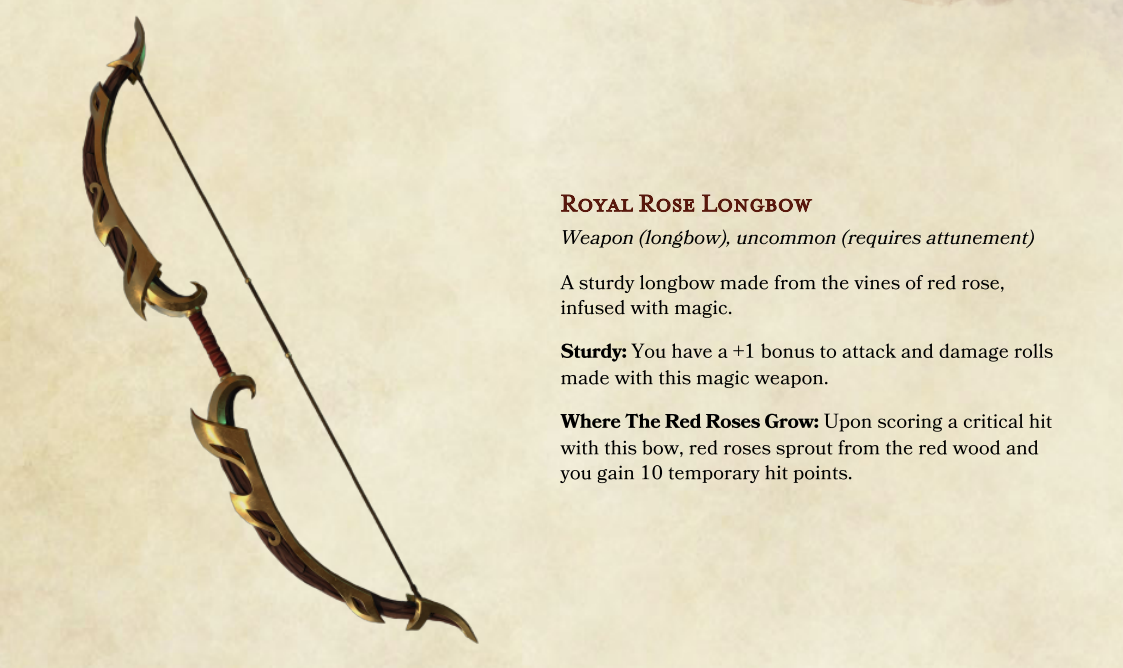 Royal Rose Longbow
Weapon (longbow), uncommon (requires attunement)
A sturdy longbow made from the vines of red rose,
infused with magic.
Sturdy: You have a +1 bonus to attack and damage rolls
made with this magic weapon.
Where The Red Roses Grow: Upon scoring a critical hit
with this bow, red roses sprout from the red wood and
you gain 10 temporary hit points.